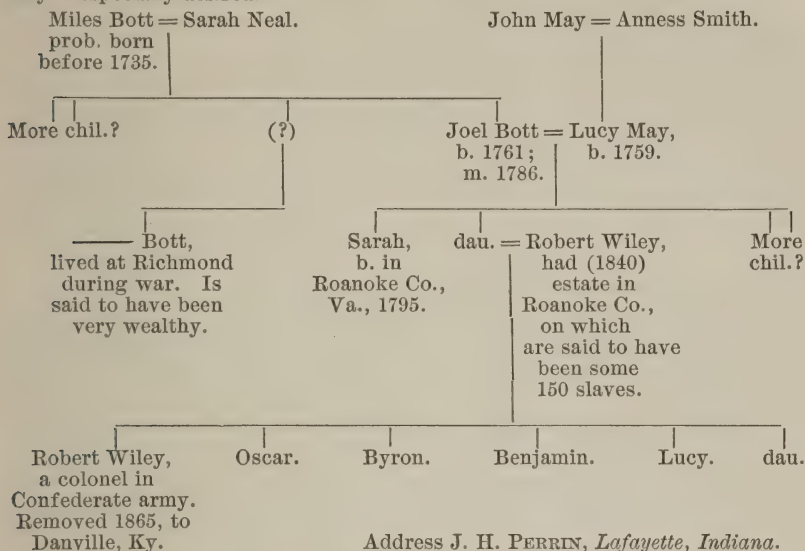 Miles Bott = Sarah Neal. John May = Anness Smith.
prob. born
before 1735.
More chil.? (?) Joel Bott = Lucy May,
b. 1761; b. 1759.
m. 1786.
—— Bott, Sarah, dau. = Robert Wiley, More
lived at Richmond b. in had (1840) chil.?
during war. Is Roanoke Co., estate in
said to have been Va., 1795. Roanoke Co.,
very wealthy. on which
are said to have
been some
150 slaves.
Robert Wiley, Oscar. Byron. Benjamin. Lucy. dau.
a colonel in
Confederate army.
Removed 1865, to
Danville, Ky. Address J. H. PERRIN, Lafayette, Indiana.